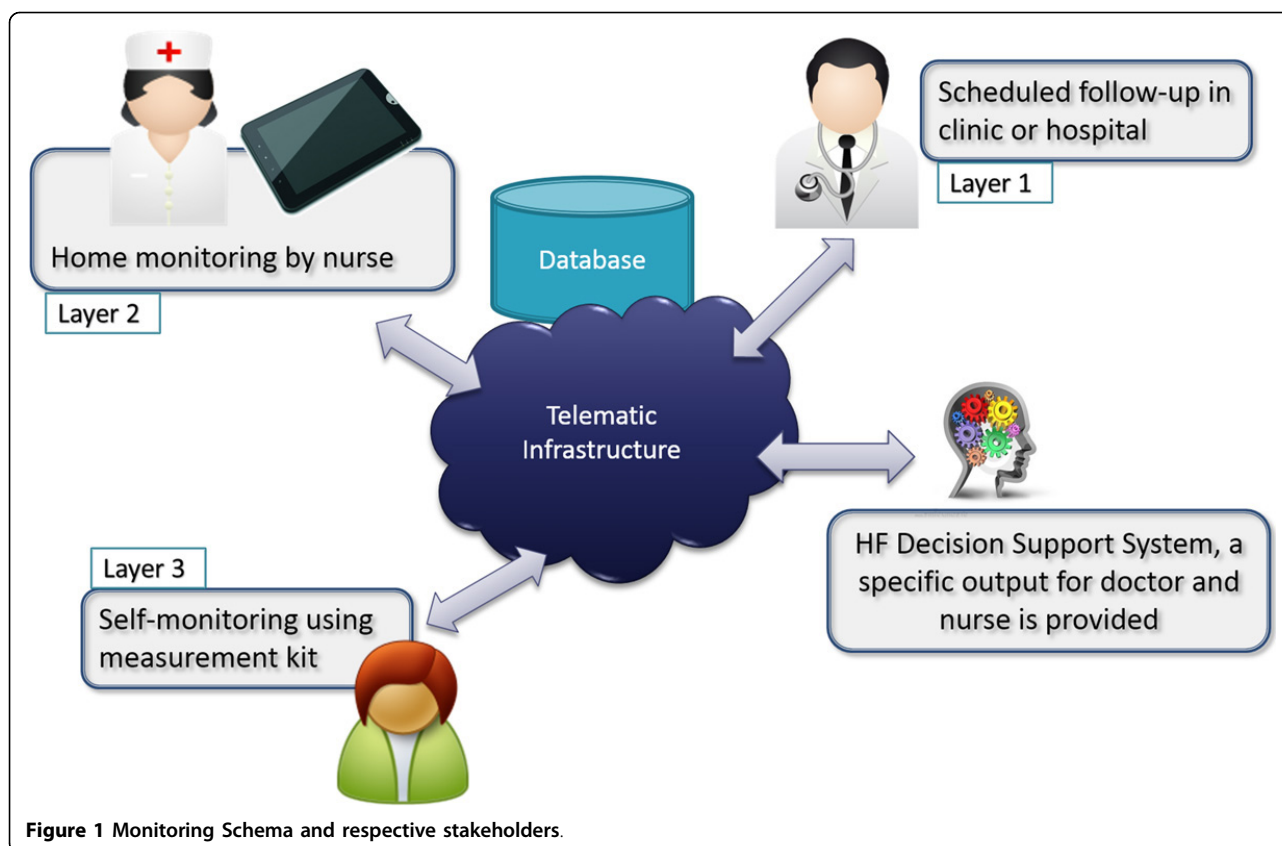 Home monitoring by nurse
Layer 2
Database
Scheduled follow-up in
clinic or hospital
Layer 1
Telematic
Infrastructure
Layer 3
Self-monitoring using
measurement kit
HF Decision Support System, a
specific output for doctor and
nurse is provided
Figure 1 Monitoring Schema and respective stakeholders.